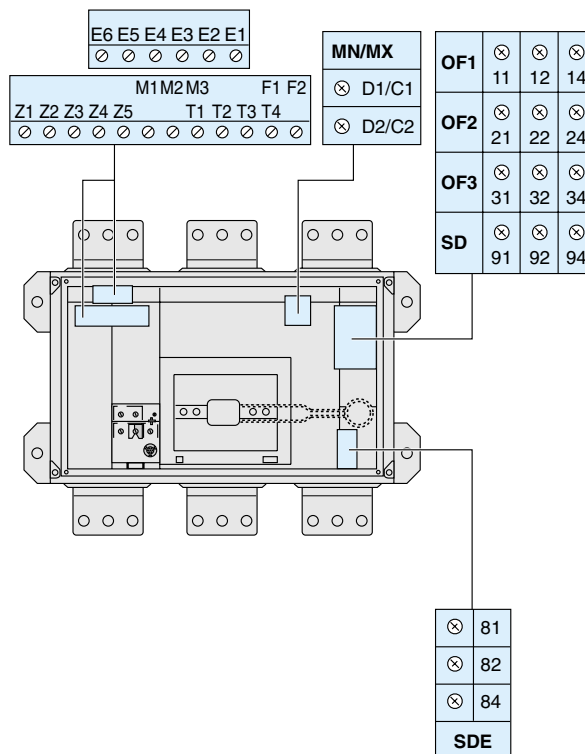 E6 E5 E4 E3 E2 E1
M1 M2 M3 F1 F2
Z1 Z2 Z3 Z4 Z5 T1 T2 T3 T4
MN/MX
D1/C1
D2/C2
OF1 11 12 14
OF2 21 22 24
OF3 31 32 34
SD 91 92 94
81
82
84
SDE